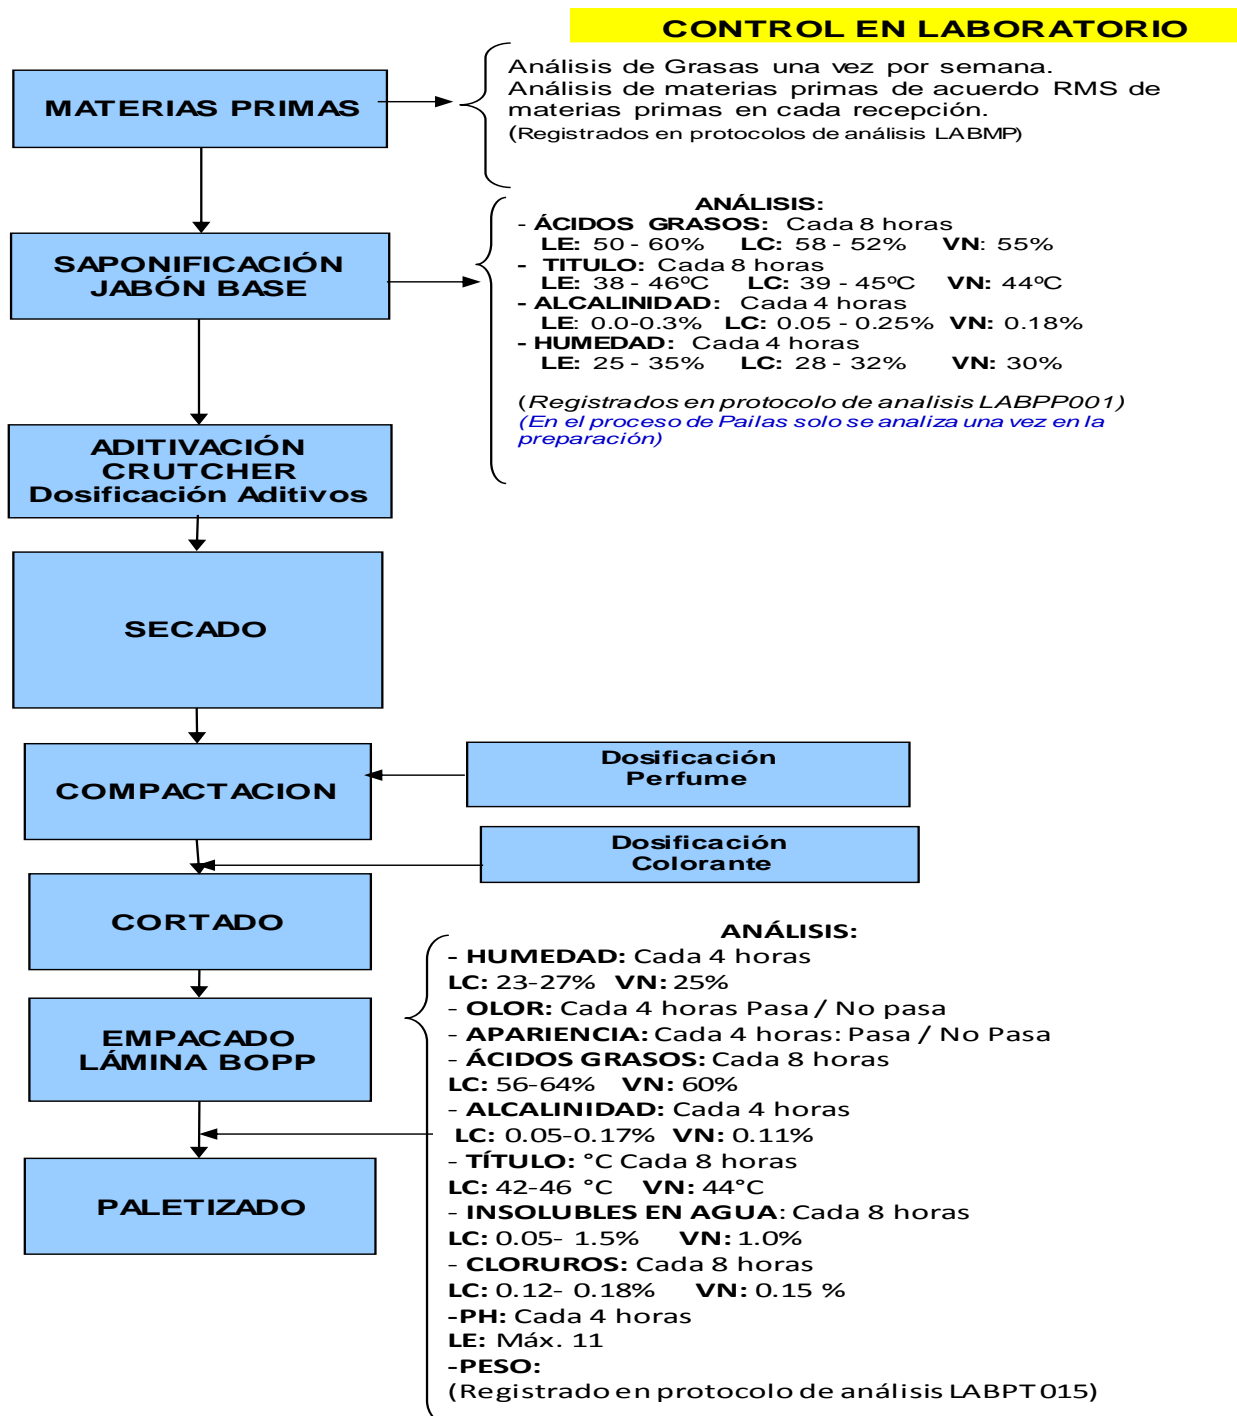 CONTROL EN LABORATORIO
MATERIAS PRIMAS
Análisis de Grasas una vez por semana.
Análisis de materias primas de acuerdo RMS de
materias primas en cada recepción.
(Registrados en protocolos de análisis LABMP)
SAPONIFICACIÓN
JABÓN BASE
ANÁLISIS:
- ÁCIDOS GRASOS: Cada 8 horas
LE: 50 - 60% LC: 58 - 52% VN: 55%
- TITULO: Cada 8 horas
LE: 38 - 46ºC LC: 39 - 45ºC VN: 44ºC
- ALCALINIDAD: Cada 4 horas
LE: 0.0-0.3% LC: 0.05 - 0.25% VN: 0.18%
- HUMEDAD: Cada 4 horas
LE: 25 - 35% LC: 28 - 32% VN: 30%
(Registrados en protocolo de analisis LABPP001)
(En el proceso de Pailas solo se analiza una vez en la
preparación)
ADITIVACIÓN
CRUTCHER
Dosificación Aditivos
SECADO
COMPACTACION
Dosificación
Perfume
Dosificación
Colorante
CORTADO
EMPACADO
LÁMINA BOPP
PALETIZADO
ANÁLISIS:
- HUMEDAD: Cada 4 horas
LC: 23-27% VN: 25%
- OLOR: Cada 4 horas Pasa / No pasa
- APARIENCIA: Cada 4 horas: Pasa / No Pasa
- ÁCIDOS GRASOS: Cada 8 horas
LC: 56-64% VN: 60%
- ALCALINIDAD: Cada 4 horas
LC: 0.05-0.17% VN: 0.11%
- TÍTULO: °C Cada 8 horas
LC: 42-46 °C VN: 44°C
- INSOLUBLES EN AGUA: Cada 8 horas
LC: 0.05- 1.5% VN: 1.0%
- CLORUROS: Cada 8 horas
LC: 0.12- 0.18% VN: 0.15 %
-PH: Cada 4 horas
LE: Máx. 11
-PESO:
(Registrado en protocolo de análisis LABPT015)